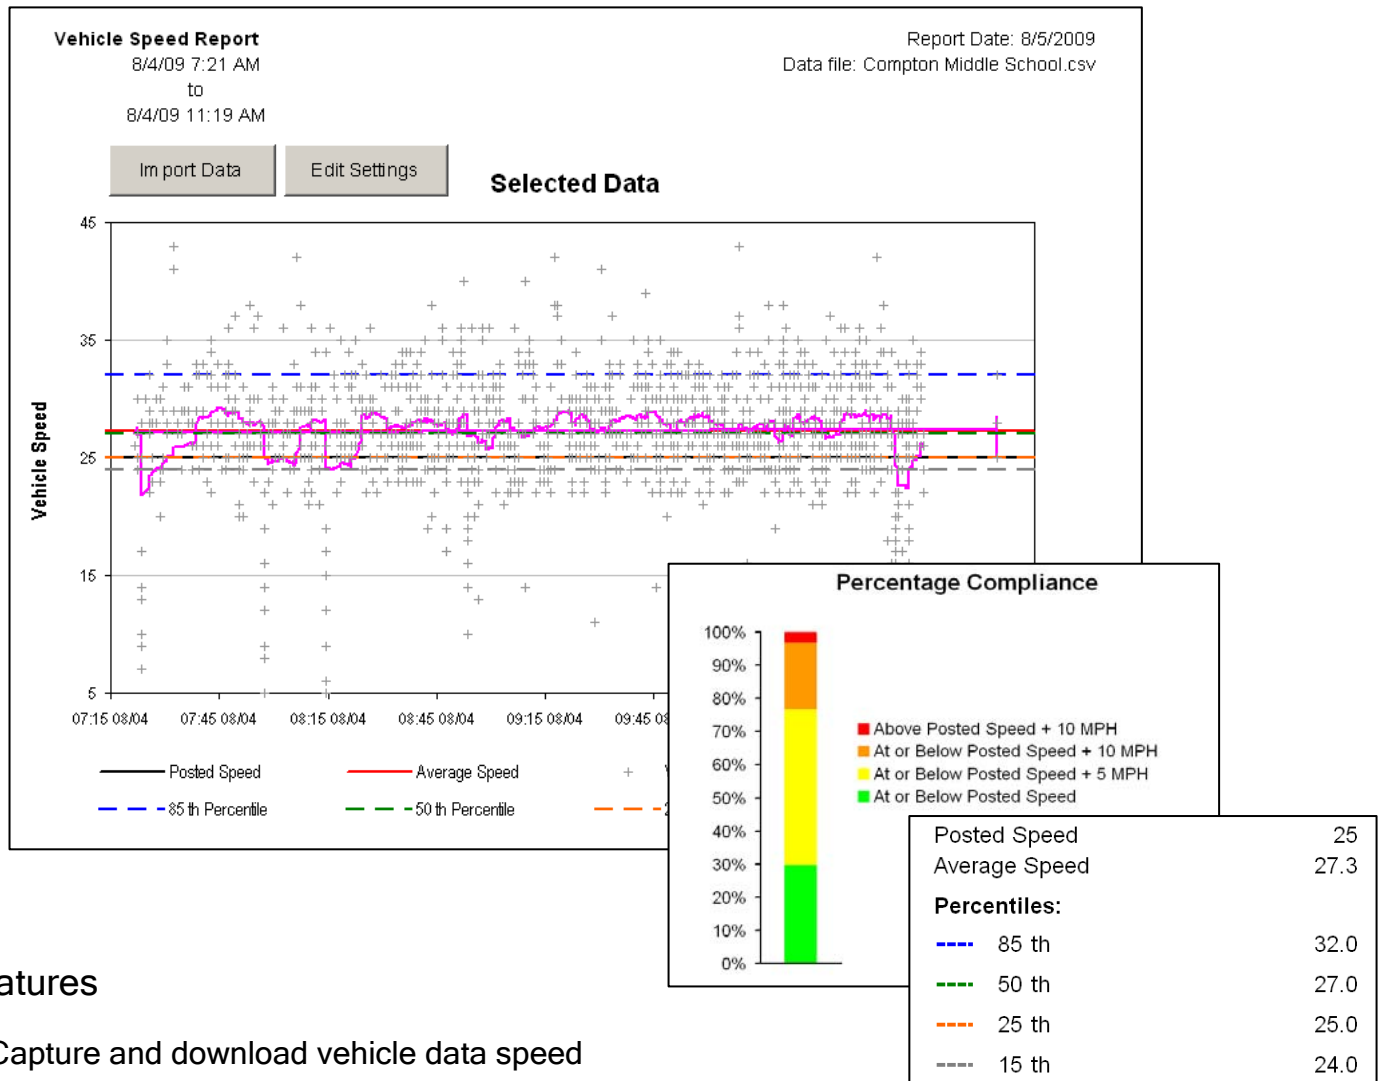 Vehicle Speed Report
8/4/09 7:21 AM
to
8/4/09 11:19 AM
Report Date: 8/5/2009
Data file: Compton Middle School.csv
Import Data
Edit Settings
Selected Data
Vehicle Speed
45
35
25
15
5
07:15 08/04
07:45 08/04
08:15 08/04
08:45 08/04
09:15 08/04
09:45 08
Posted Speed
Average Speed
85 th Percentile
50 th Percentile
Percentage Compliance
100%
90%
80%
70%
60%
50%
40%
30%
20%
10%
0%
Above Posted Speed + 10 MPH
At or Below Posted Speed + 10 MPH
At or Below Posted Speed + 5 MPH
At or Below Posted Speed
Posted Speed 25
Average Speed 27.3
Percentiles:
85 th 32.0
50 th 27.0
25 th 25.0
15 th 24.0
atures
Capture and download vehicle data speed